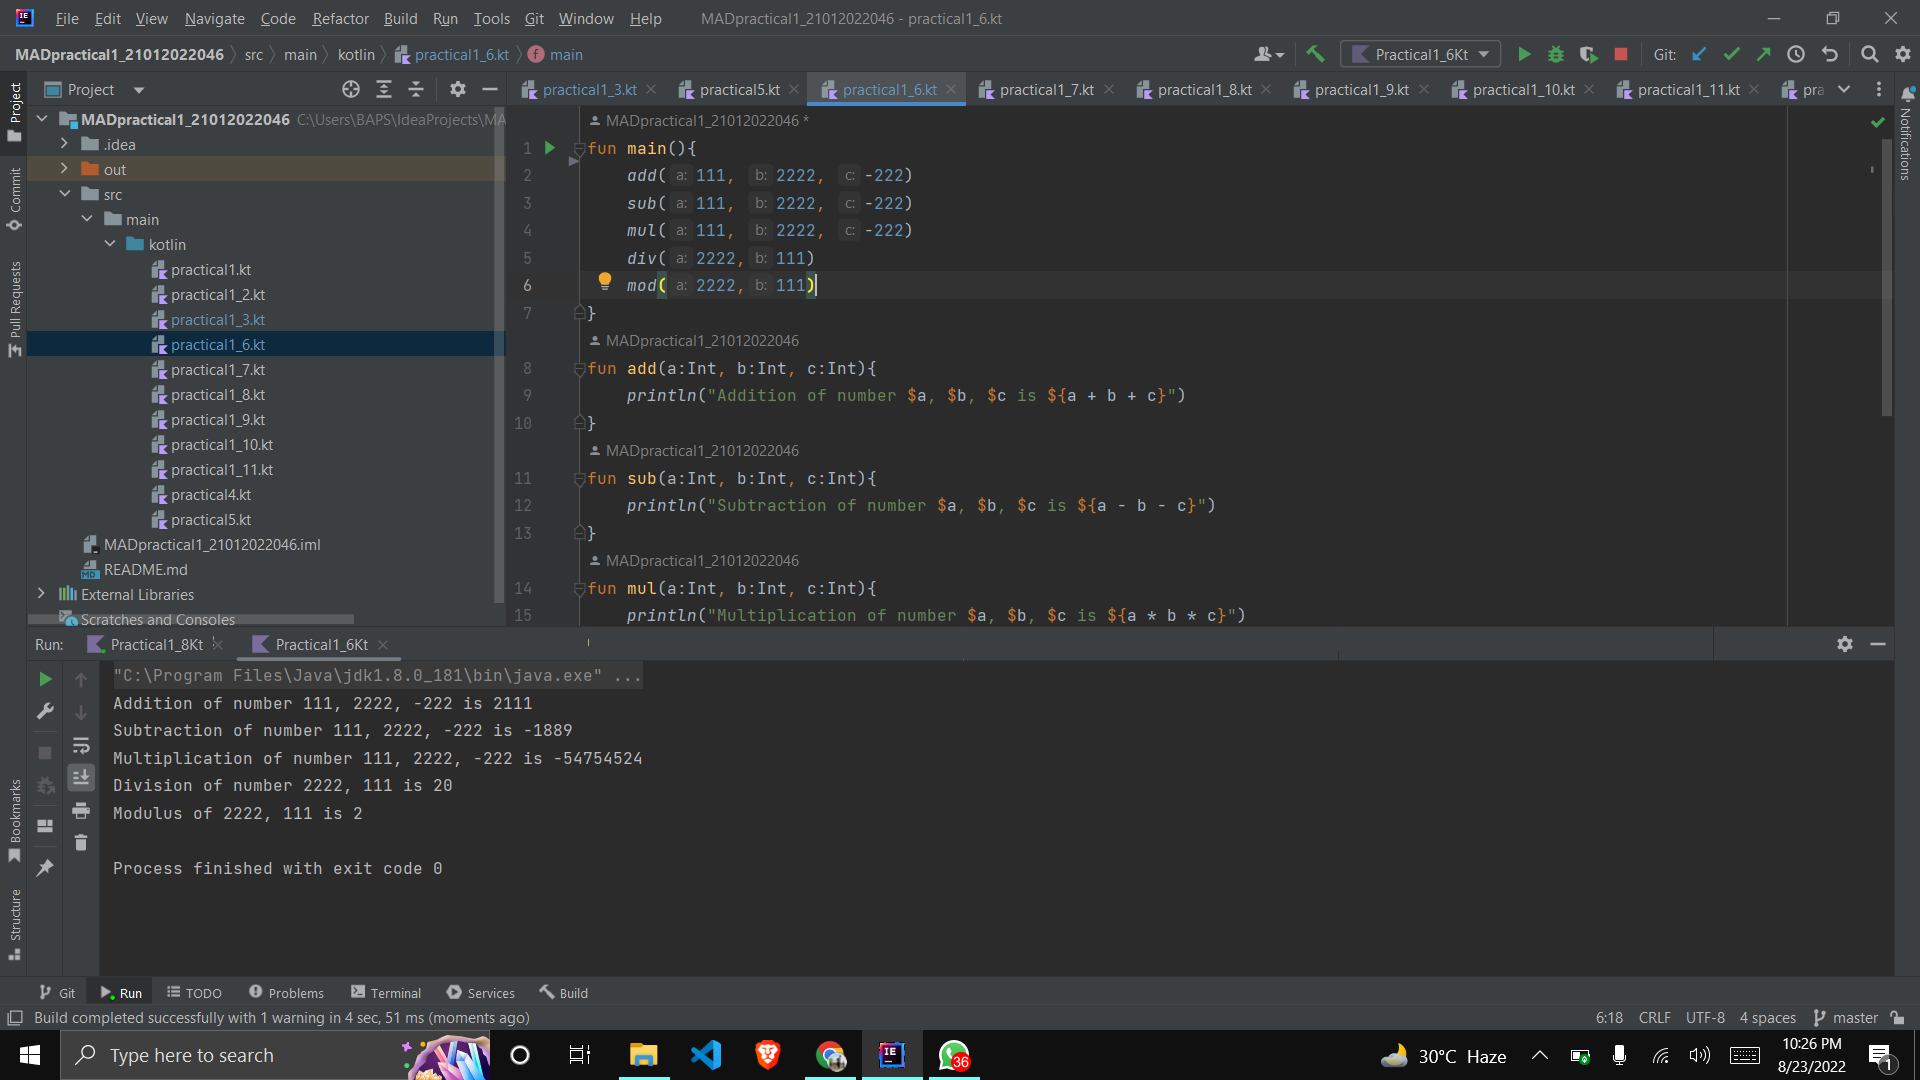 File Edit View Navigate Code Refactor Build Run Tools Git Window Help MADpractical1_21012022046 - practical1_6.kt
MADpractical1_21012022046 src main kotlin practical1_6.kt main Practical1_6Kt Git:
Project
practical1_3.kt practical5.kt practical1_6.kt practical1_7.kt practical1_8.kt practical1_9.kt practical1_10.kt practical1_11.kt pra
Project
Commit
Pull Requests
Bookmarks
Structure
Notifications
MADpractical1_21012022046 C:\Users\BAPS\IdeaProjects\MA
.idea
out
src
main
kotlin
practical1.kt
practical1_2.kt
practical1_3.kt
practical1_6.kt
practical1_7.kt
practical1_8.kt
practical1_9.kt
practical1_10.kt
practical1_11.kt
practical4.kt
practical5.kt
MADpractical1_21012022046.iml
README.md
External Libraries
Scratches and Consoles
MADpractical1_21012022046 *
1 fun main(){
2 add( a: 111, b: 2222, c: -222)
3 sub( a: 111, b: 2222, c: -222)
4 mul( a: 111, b: 2222, c: -222)
5 div( a: 2222, b: 111)
6 mod( a: 2222, b: 111)
7 }
MADpractical1_21012022046
8 fun add(a:Int, b:Int, c:Int){
9 println("Addition of number $a, $b, $c is ${a + b + c}")
10 }
MADpractical1_21012022046
11 fun sub(a:Int, b:Int, c:Int){
12 println("Subtraction of number $a, $b, $c is ${a - b - c}")
13 }
MADpractical1_21012022046
14 fun mul(a:Int, b:Int, c:Int){
15 println("Multiplication of number $a, $b, $c is ${a * b * c}")
Run: Practical1_8Kt Practical1_6Kt
"C:\Program Files\Java\jdk1.8.0_181\bin\java.exe" ...
Addition of number 111, 2222, -222 is 2111
Subtraction of number 111, 2222, -222 is -1889
Multiplication of number 111, 2222, -222 is -54754524
Division of number 2222, 111 is 20
Modulus of 2222, 111 is 2
Process finished with exit code 0
Git Run TODO Problems Terminal Services Build
Build completed successfully with 1 warning in 4 sec, 51 ms (moments ago) 6:18 CRLF UTF-8 4 spaces master
Type here to search
36
30°C Haze
10:26 PM
8/23/2022
1